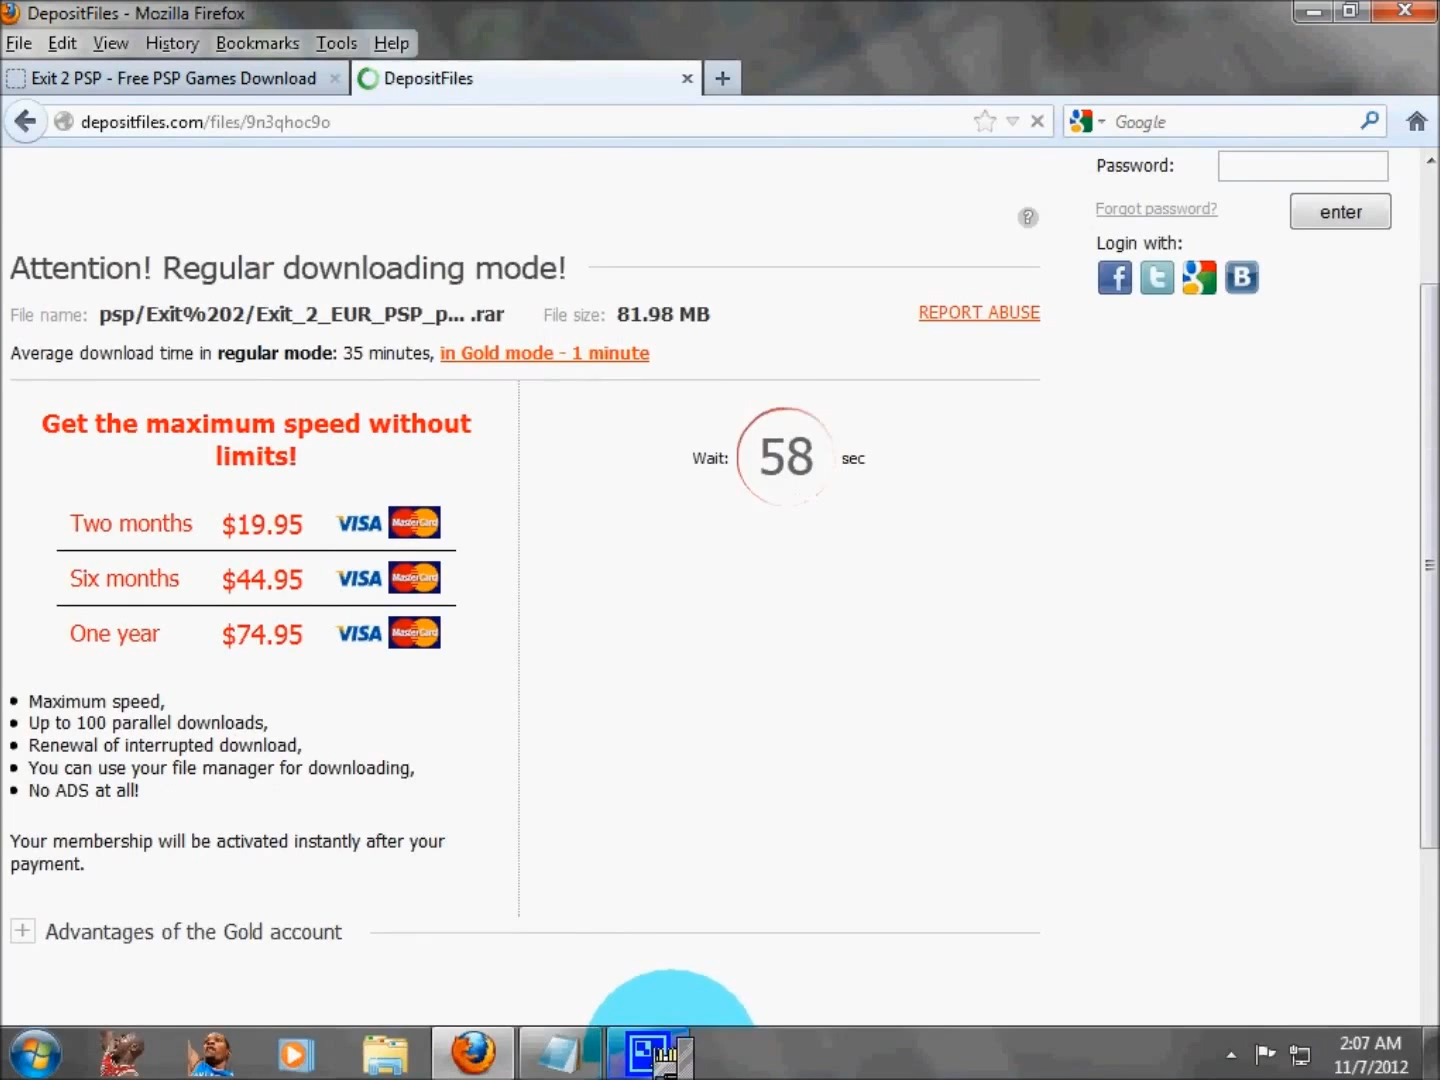 DepositFiles - Mozilla Firefox
File Edit View History Bookmarks Tools Help
Exit 2 PSP - Free PSP Games Download
DepositFiles
depositfiles.com/files/9n3qhoc9o
Google
Password:
Forgot password?
enter
Login with:
Attention! Regular downloading mode!
File name: psp/Exit%202/Exit_2_EUR_PSP_p... .rar File size: 81.98 MB REPORT ABUSE
Average download time in regular mode: 35 minutes, in Gold mode - 1 minute
Get the maximum speed without
limits!
Two months $19.95 VISA MasterCard
Six months $44.95 VISA MasterCard
One year $74.95 VISA MasterCard
Wait: 58 sec
Maximum speed,
Up to 100 parallel downloads,
Renewal of interrupted download,
You can use your file manager for downloading,
No ADS at all!
Your membership will be activated instantly after your
payment.
Advantages of the Gold account
2:07 AM
11/7/2012